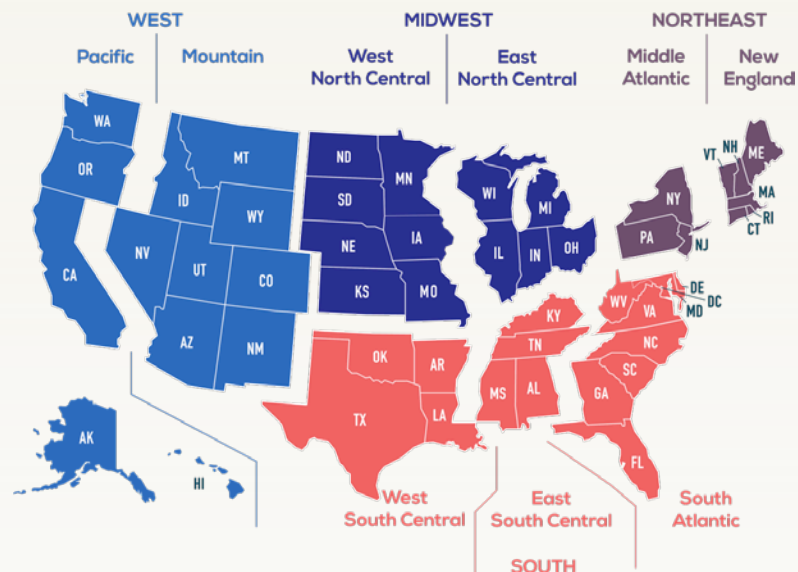 WEST
MIDWEST
NORTHEAST
Pacific
Mountain
West
North Central
East
North Central
Middle
Atlantic
New
England
WA
OR
CA
NV
ID
MT
WY
UT
CO
AZ
NM
AK
HI
ND
SD
NE
KS
MN
IA
MO
WI
MI
IL
IN
OH
NY
PA
NJ
VT
NH
ME
MA
RI
CT
OK
TX
AR
LA
KY
TN
MS
AL
WV
VA
DE
DC
MD
NC
SC
GA
FL
West
South Central
East
South Central
South
Atlantic
SOUTH